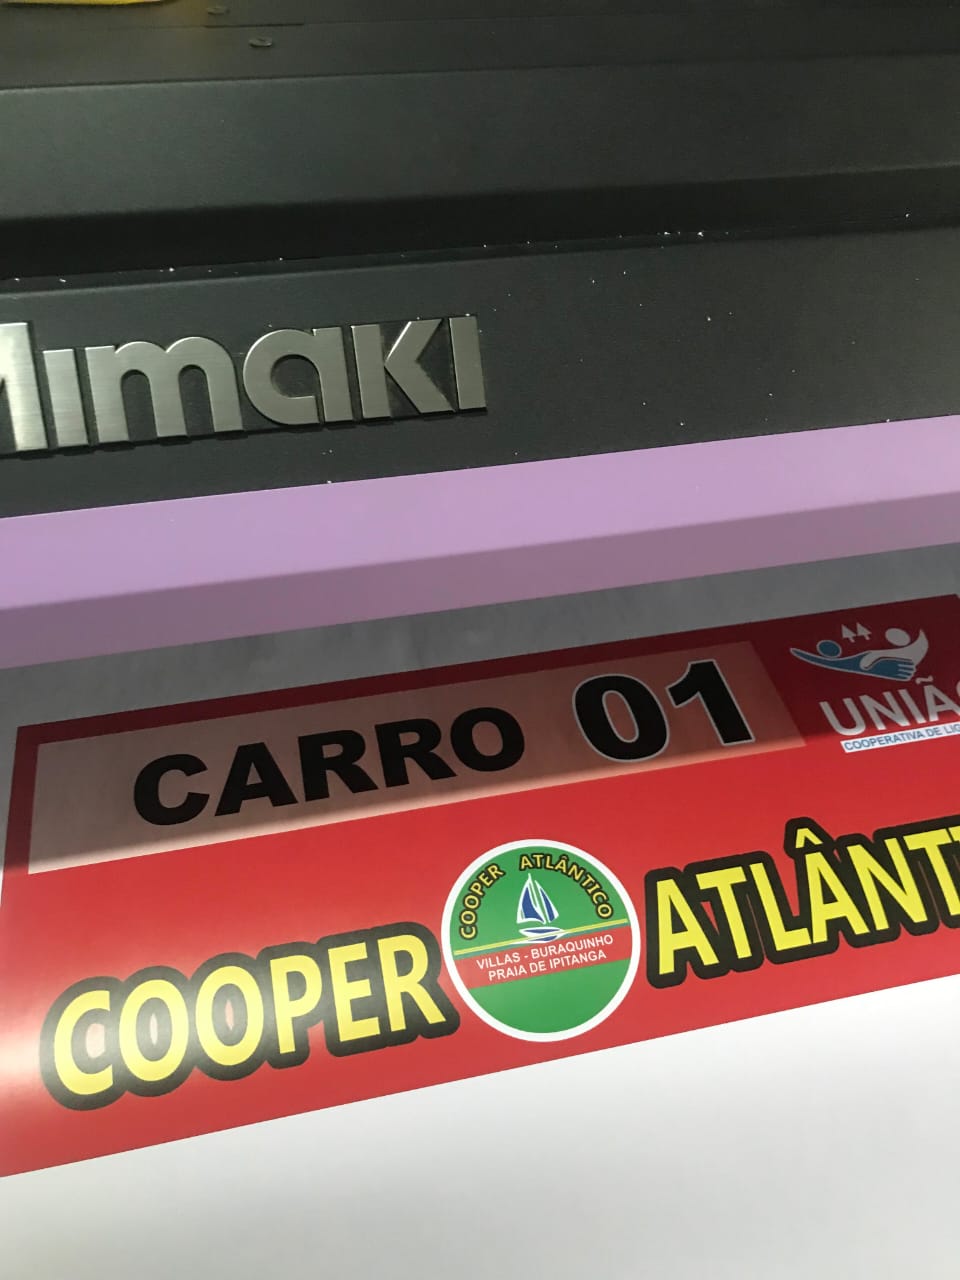 Mimaki
CARRO 01
UNIÃO
COOPERATIVA DE
COOPER ATLÂNT
COOPER ATLÂNTICO
VILLAS - BURAQUINHO
PRAIA DE IPITANGA